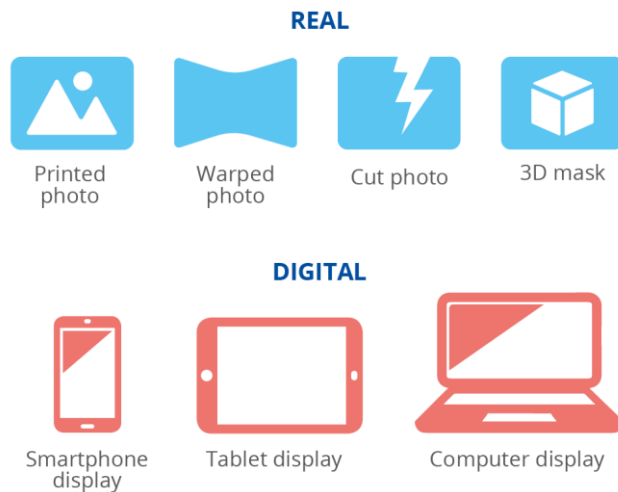 REAL
Printed
photo
Warped
photo
Cut photo
3D mask
DIGITAL
Smartphone
display
Tablet display
Computer display